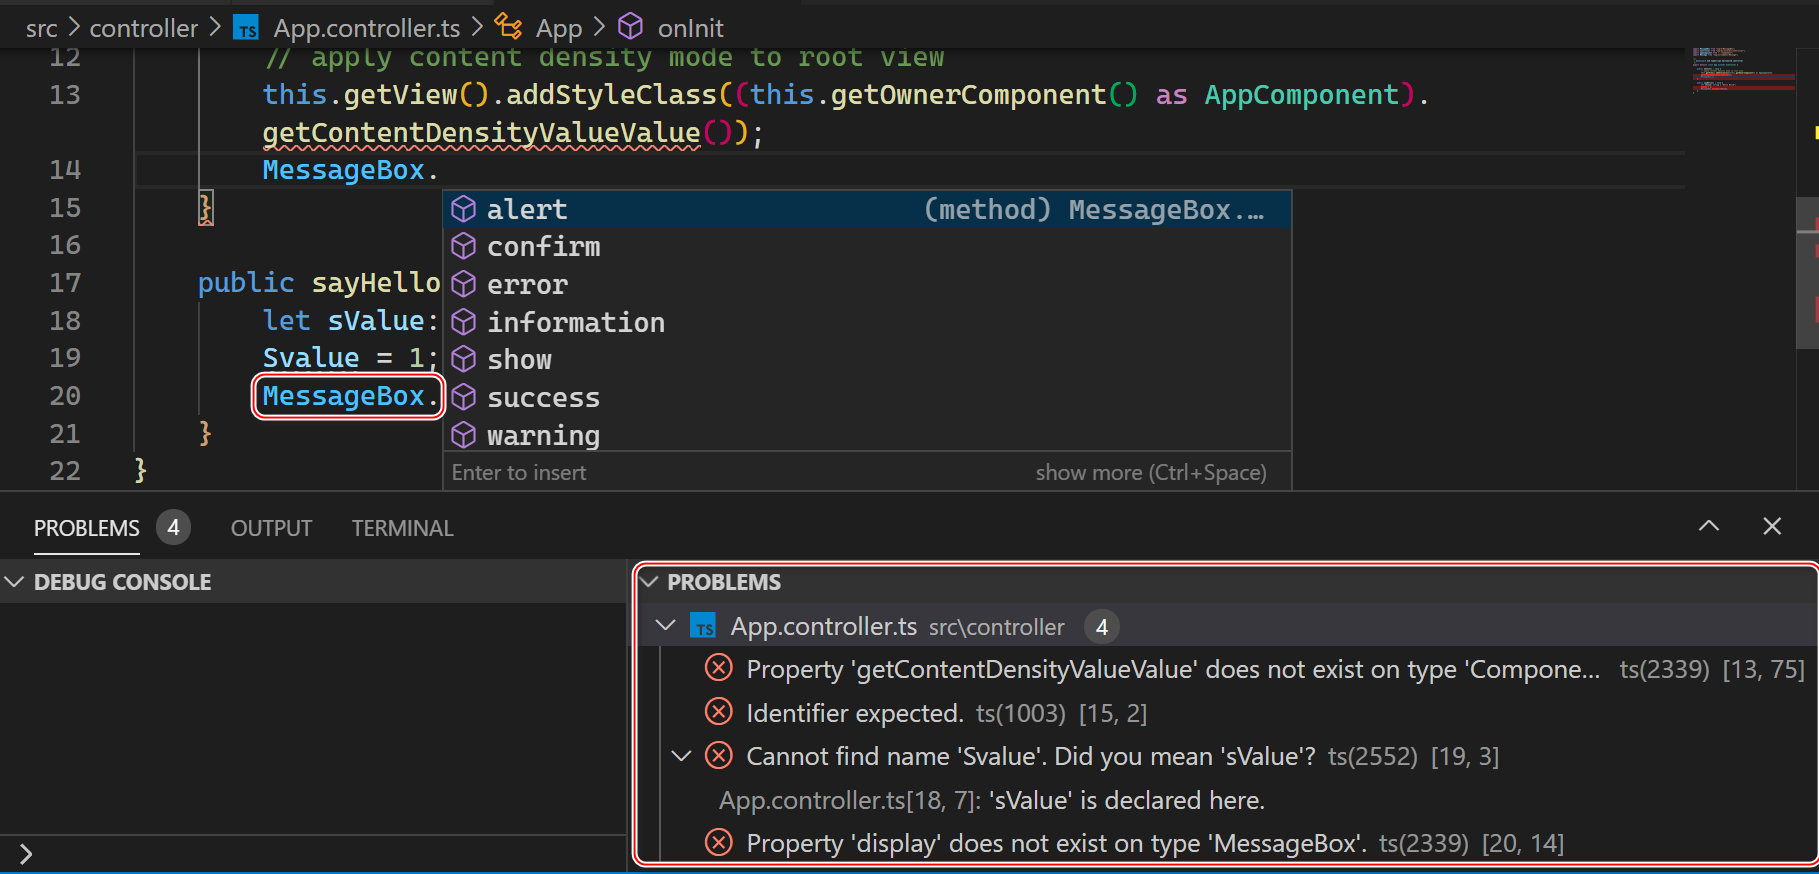 src > controller > TS App.controller.ts > App > onInit
12 // apply content density mode to root view
13 this.getView().addStyleClass((this.getOwnerComponent() as AppComponent).
getContentDensityValueValue());
14 MessageBox.
15 }
alert (method) MessageBox.…
16
confirm
error
17 public sayHello
information
18 let sValue:
show
19 Svalue = 1;
success
20 MessageBox.
warning
21 }
22 }
Enter to insert show more (Ctrl+Space)
PROBLEMS 4 OUTPUT TERMINAL
DEBUG CONSOLE
PROBLEMS
TS App.controller.ts src\controller 4
Property 'getContentDensityValueValue' does not exist on type 'Compone... ts(2339) [13, 75]
Identifier expected. ts(1003) [15, 2]
Cannot find name 'Svalue'. Did you mean 'sValue'? ts(2552) [19, 3]
App.controller.ts[18, 7]: 'sValue' is declared here.
Property 'display' does not exist on type 'MessageBox'. ts(2339) [20, 14]